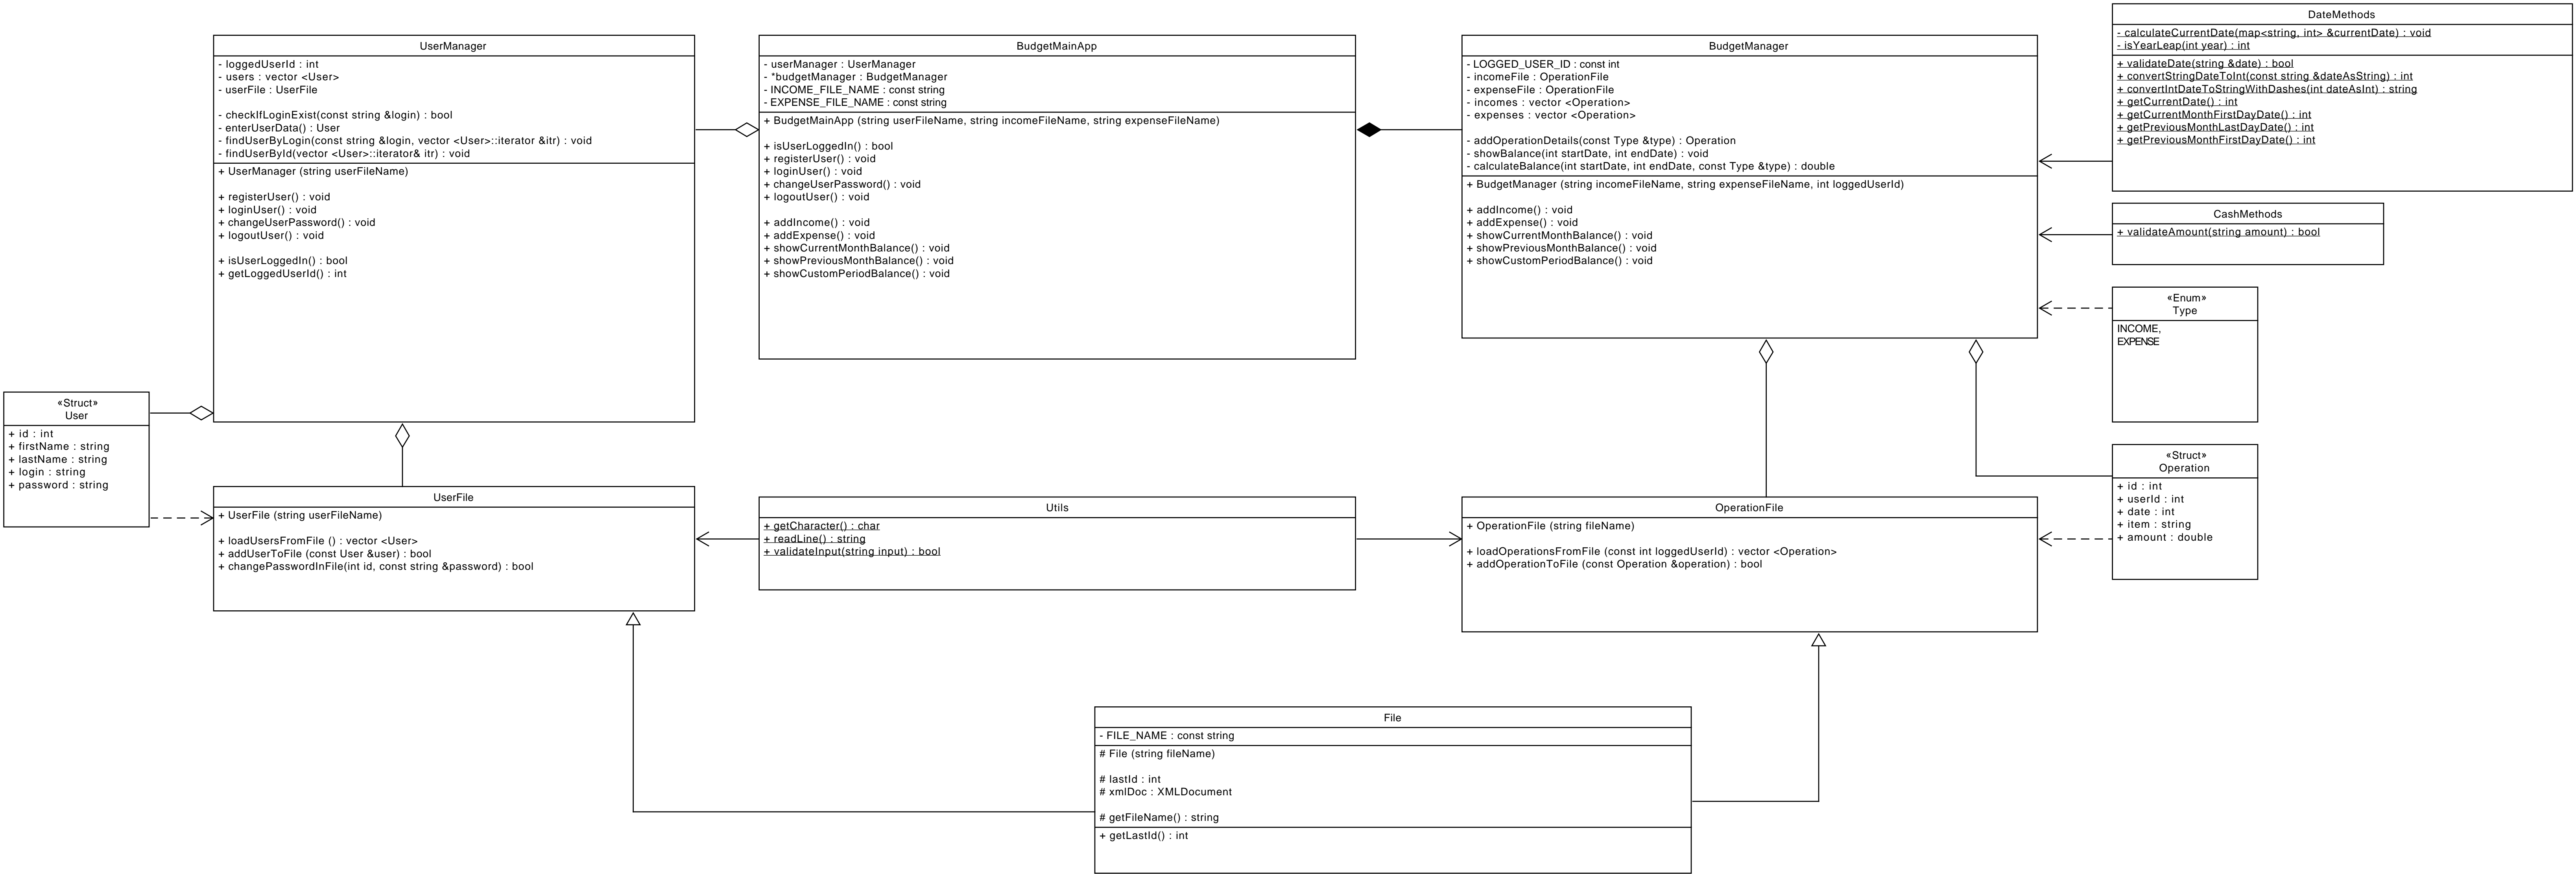 UserManager
- loggedUserId : int
- users : vector <User>
- userFile : UserFile
- checkIfLoginExist(const string &login) : bool
- enterUserData() : User
- findUserByLogin(const string &login, vector <User>::iterator &itr) : void
- findUserById(vector <User>::iterator& itr) : void
+ UserManager (string userFileName)
+ registerUser() : void
+ loginUser() : void
+ changeUserPassword() : void
+ logoutUser() : void
+ isUserLoggedIn() : bool
+ getLoggedUserId() : int
BudgetMainApp
- userManager : UserManager
- *budgetManager : BudgetManager
- INCOME_FILE_NAME : const string
- EXPENSE_FILE_NAME : const string
+ BudgetMainApp (string userFileName, string incomeFileName, string expenseFileName)
+ isUserLoggedIn() : bool
+ registerUser() : void
+ loginUser() : void
+ changeUserPassword() : void
+ logoutUser() : void
+ addIncome() : void
+ addExpense() : void
+ showCurrentMonthBalance() : void
+ showPreviousMonthBalance() : void
+ showCustomPeriodBalance() : void
BudgetManager
- LOGGED_USER_ID : const int
- incomeFile : OperationFile
- expenseFile : OperationFile
- incomes : vector <Operation>
- expenses : vector <Operation>
- addOperationDetails(const Type &type) : Operation
- showBalance(int startDate, int endDate) : void
- calculateBalance(int startDate, int endDate, const Type &type) : double
+ BudgetManager (string incomeFileName, string expenseFileName, int loggedUserId)
+ addIncome() : void
+ addExpense() : void
+ showCurrentMonthBalance() : void
+ showPreviousMonthBalance() : void
+ showCustomPeriodBalance() : void
DateMethods
- calculateCurrentDate(map<string, int> &currentDate) : void
- isYearLeap(int year) : int
+ validateDate(string &date) : bool
+ convertStringDateToInt(const string &dateAsString) : int
+ convertIntDateToStringWithDashes(int dateAsInt) : string
+ getCurrentDate() : int
+ getCurrentMonthFirstDayDate() : int
+ getPreviousMonthLastDayDate() : int
+ getPreviousMonthFirstDayDate() : int
CashMethods
+ validateAmount(string amount) : bool
«Enum»
Type
INCOME,
EXPENSE
«Struct»
User
+ id : int
+ firstName : string
+ lastName : string
+ login : string
+ password : string
UserFile
+ UserFile (string userFileName)
+ loadUsersFromFile () : vector <User>
+ addUserToFile (const User &user) : bool
+ changePasswordInFile(int id, const string &password) : bool
Utils
+ getCharacter() : char
+ readLine() : string
+ validateInput(string input) : bool
OperationFile
+ OperationFile (string fileName)
+ loadOperationsFromFile (const int loggedUserId) : vector <Operation>
+ addOperationToFile (const Operation &operation) : bool
«Struct»
Operation
+ id : int
+ userId : int
+ date : int
+ item : string
+ amount : double
File
- FILE_NAME : const string
# File (string fileName)
# lastId : int
# xmlDoc : XMLDocument
# getFileName() : string
+ getLastId() : int